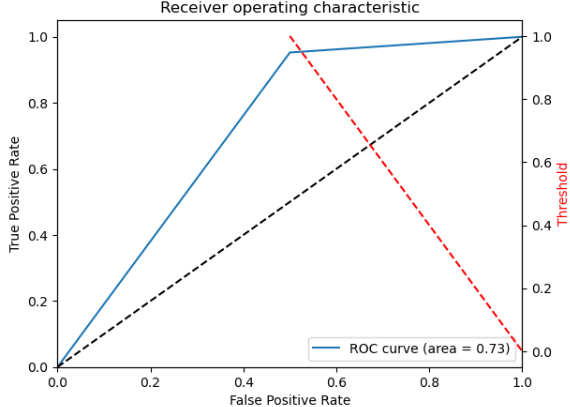 Receiver operating characteristic
1.0
0.8
0.6
0.4
0.2
0.0
True Positive Rate
1.0
0.8
0.6
0.4
0.2
0.0
Threshold
ROC curve (area = 0.73)
0.0 0.2 0.4 0.6 0.8 1.0
False Positive Rate